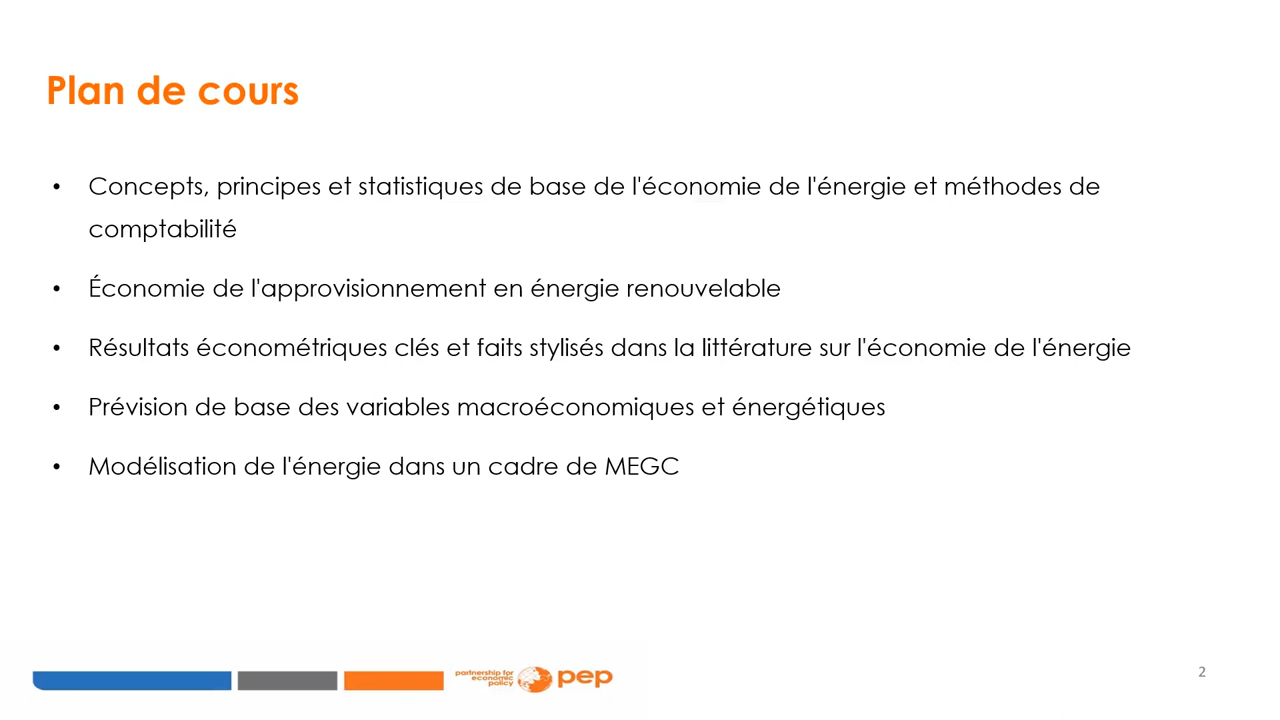 Plan de cours
• Concepts, principes et statistiques de base de l'économie de l'énergie et méthodes de
comptabilité
• Économie de l'approvisionnement en énergie renouvelable
• Résultats économétriques clés et faits stylisés dans la littérature sur l'économie de l'énergie
• Prévision de base des variables macroéconomiques et énergétiques
• Modélisation de l'énergie dans un cadre de MEGC
partnership for
economic
policy
pep
2